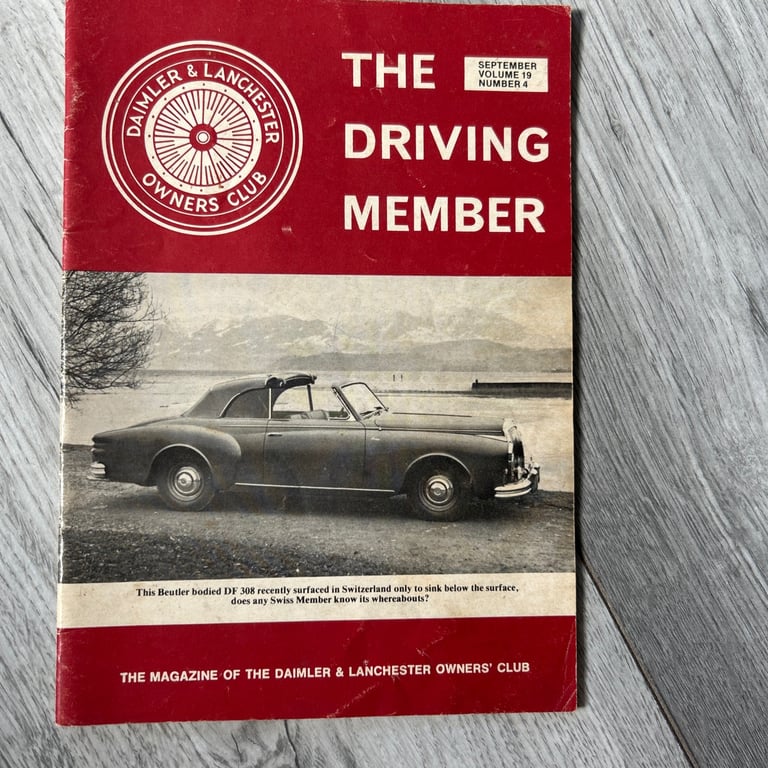 DAIMLER & LANCHESTER
OWNERS CLUB
THE
DRIVING
MEMBER
SEPTEMBER
VOLUME 19
NUMBER 4
This Beutler bodied DF 308 recently surfaced in Switzerland only to sink below the surface,
does any Swiss Member know its whereabouts?
THE MAGAZINE OF THE DAIMLER & LANCHESTER OWNERS' CLUB